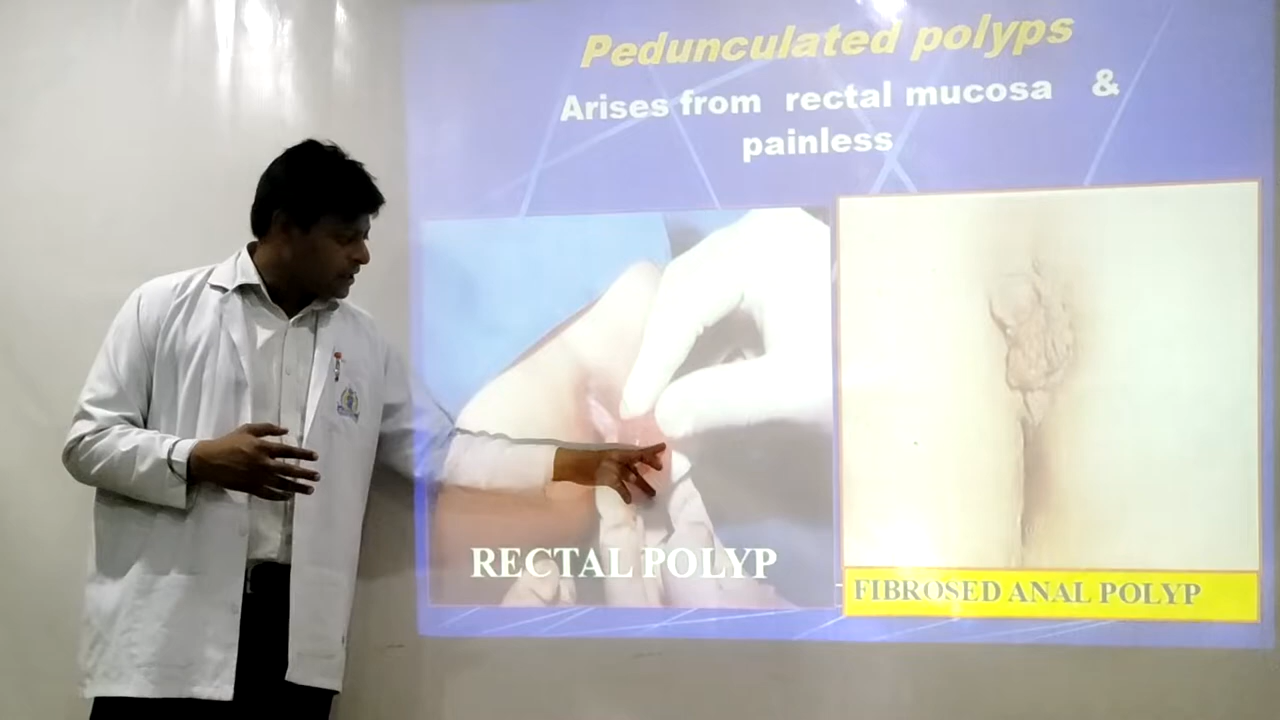 Pedunculated polyps
Arises from rectal mucosa &
painless
RECTAL POLYP
FIBROSED ANAL POLYP